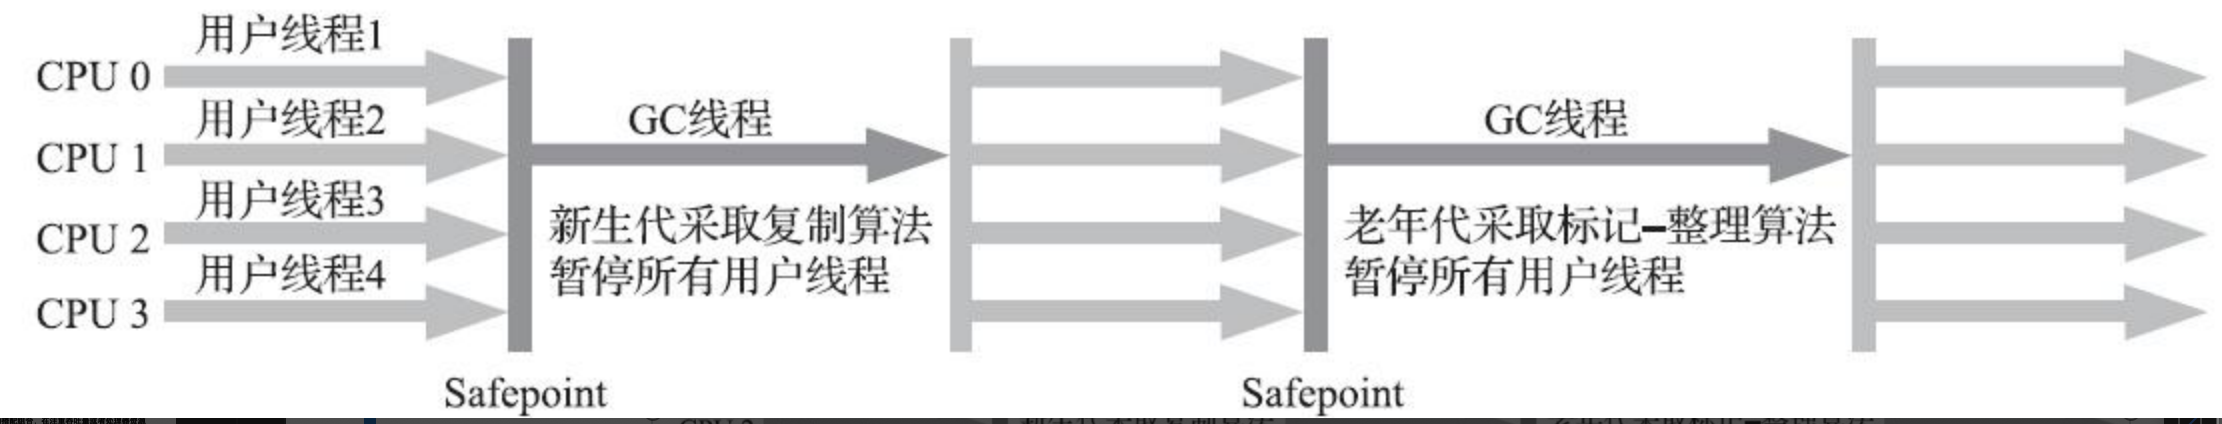 用户线程1
CPU 0
用户线程2
CPU 1
用户线程3
CPU 2
用户线程4
CPU 3
Safepoint
GC线程
新生代采取复制算法
暂停所有用户线程
Safepoint
GC线程
老年代采取标记–整理算法
暂停所有用户线程